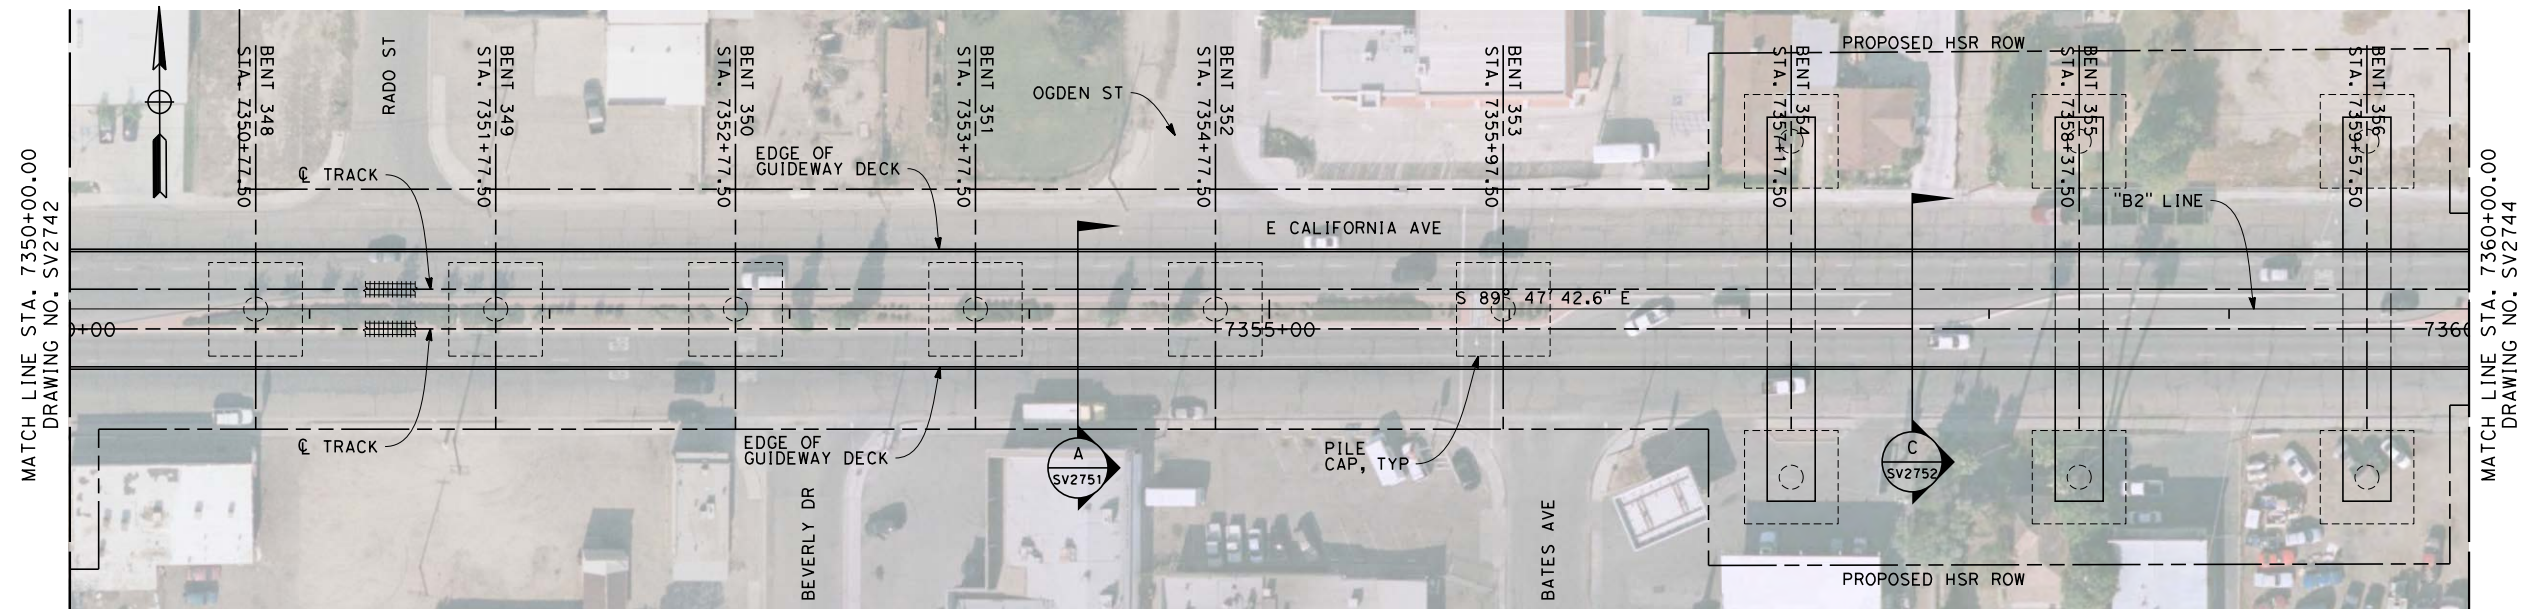 MATCH LINE STA. 7350+00.00
DRAWING NO. SV2742
BENT 348
STA. 7350+77.50
RADO ST
BENT 349
STA. 7351+77.50
BENT 350
STA. 7352+77.50
BENT 351
STA. 7353+77.50
OGDEN ST
BENT 352
STA. 7354+77.50
BENT 353
STA. 7355+97.50
BENT 354
STA. 7357+17.50
PROPOSED HSR ROW
BENT 355
STA. 7358+37.50
BENT 356
STA. 7359+57.50
℄ TRACK
EDGE OF
GUIDEWAY DECK
E CALIFORNIA AVE
"B2" LINE
S 89° 47' 42.6" E
0+00
7355+00
7360
℄ TRACK
EDGE OF
GUIDEWAY DECK
A
SV2751
PILE
CAP, TYP
C
SV2752
BEVERLY DR
BATES AVE
PROPOSED HSR ROW
MATCH LINE STA. 7360+00.00
DRAWING NO. SV2744